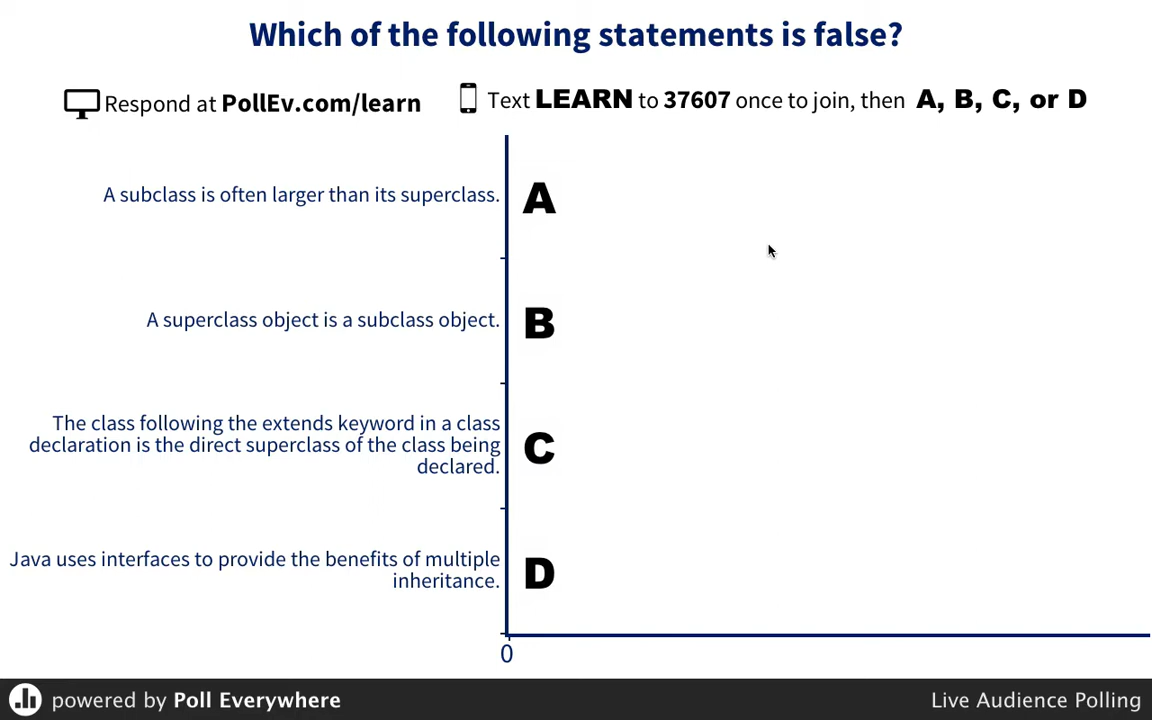 Which of the following statements is false?
Respond at PollEv.com/learn
Text LEARN to 37607 once to join, then A, B, C, or D
A subclass is often larger than its superclass.
A
A superclass object is a subclass object.
B
The class following the extends keyword in a class
declaration is the direct superclass of the class being
declared.
C
Java uses interfaces to provide the benefits of multiple
inheritance.
D
0
powered by Poll Everywhere
Live Audience Polling